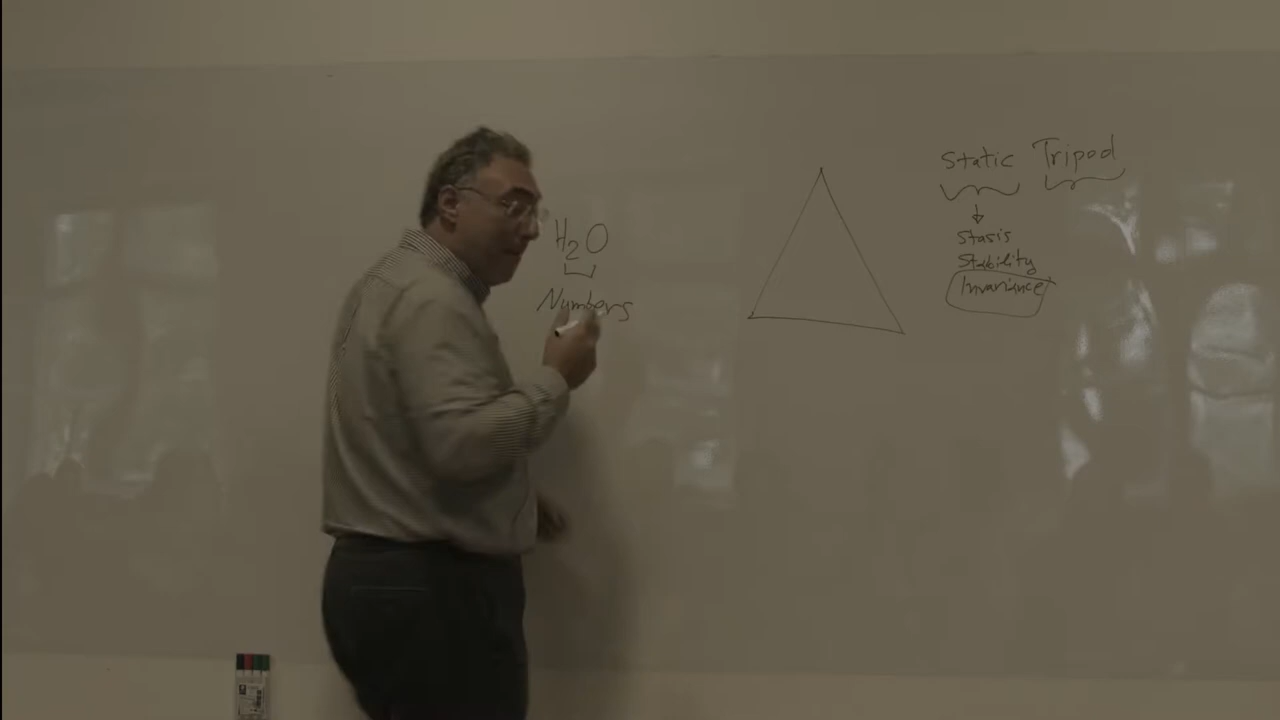 H2O
Numbers
Static Tripod
Stasis
Stability
Invariance